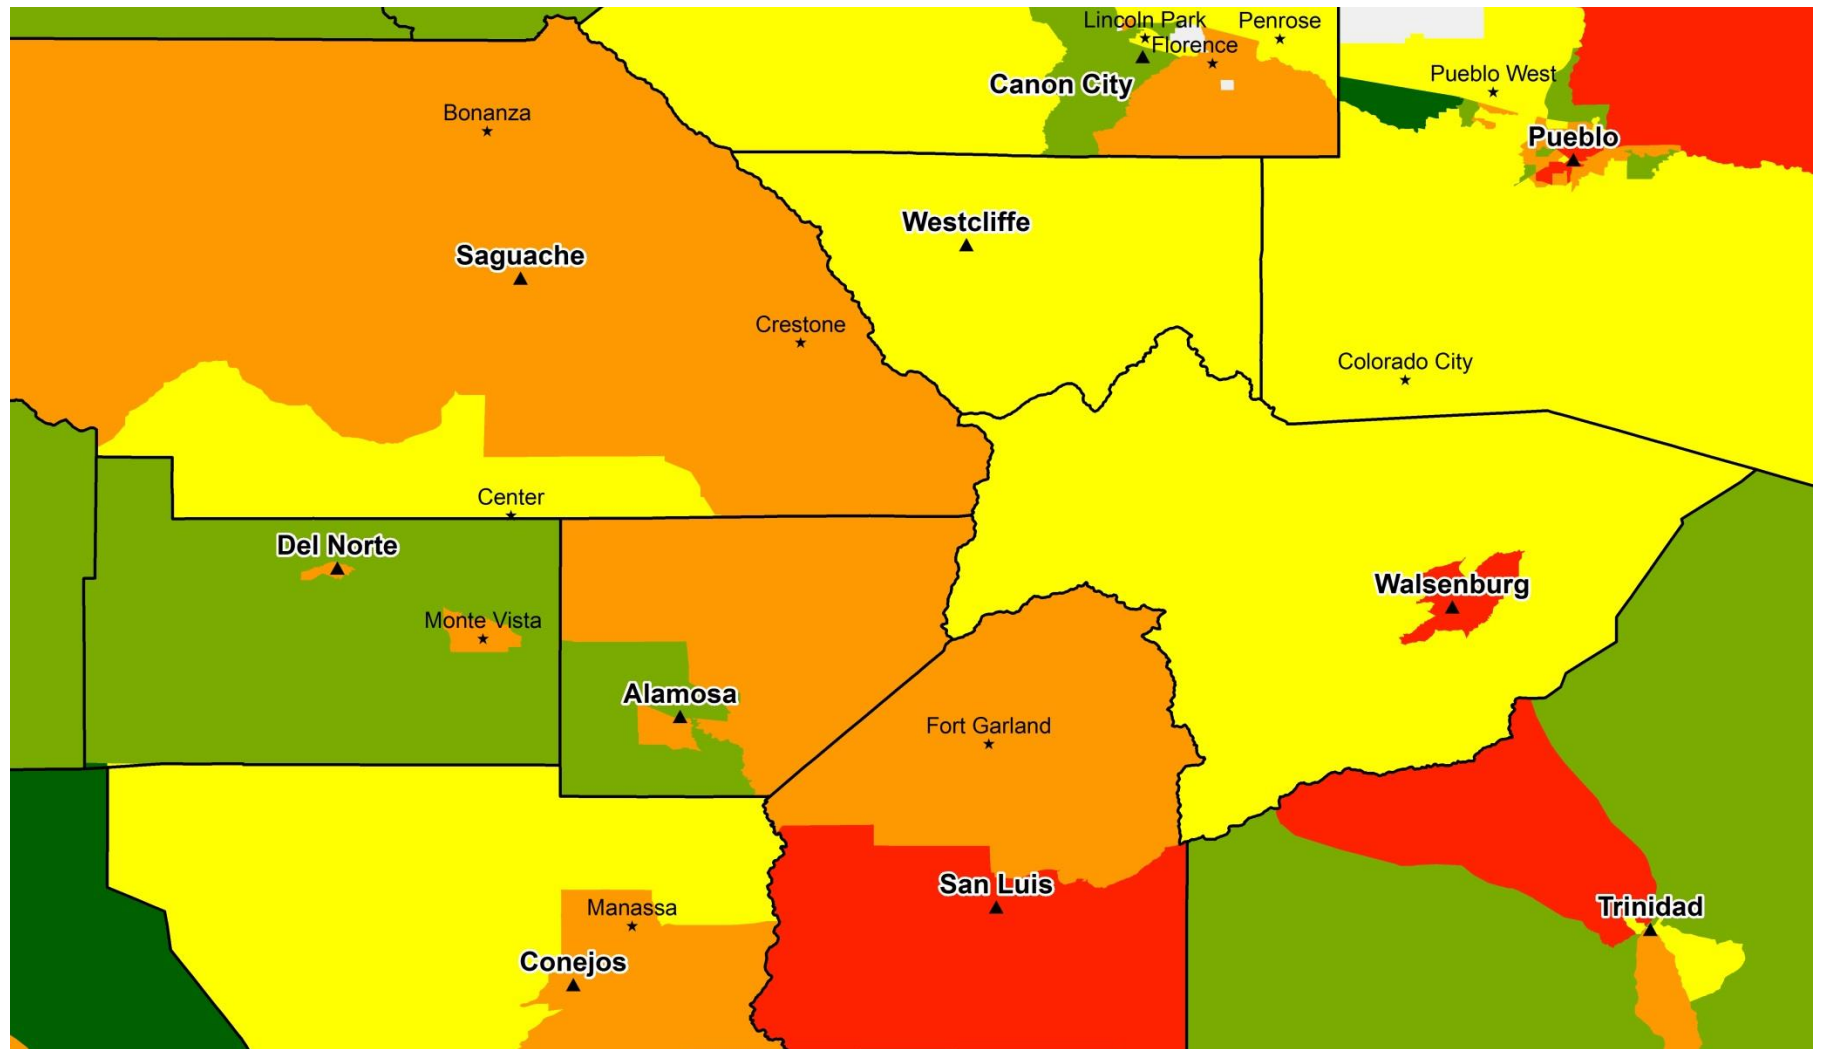 Lincoln Park
Penrose
Florence
Canon City
Pueblo West
Bonanza
Pueblo
Westcliffe
Saguache
Crestone
Colorado City
Center
Del Norte
Walsenburg
Monte Vista
Alamosa
Fort Garland
San Luis
Manassa
Trinidad
Conejos